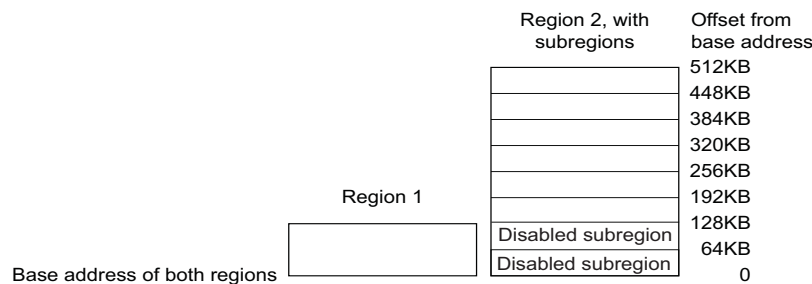 Region 2, with
subregions
Offset from
base address
512KB
448KB
384KB
320KB
256KB
192KB
Region 1
128KB
Disabled subregion
64KB
Disabled subregion
Base address of both regions
0